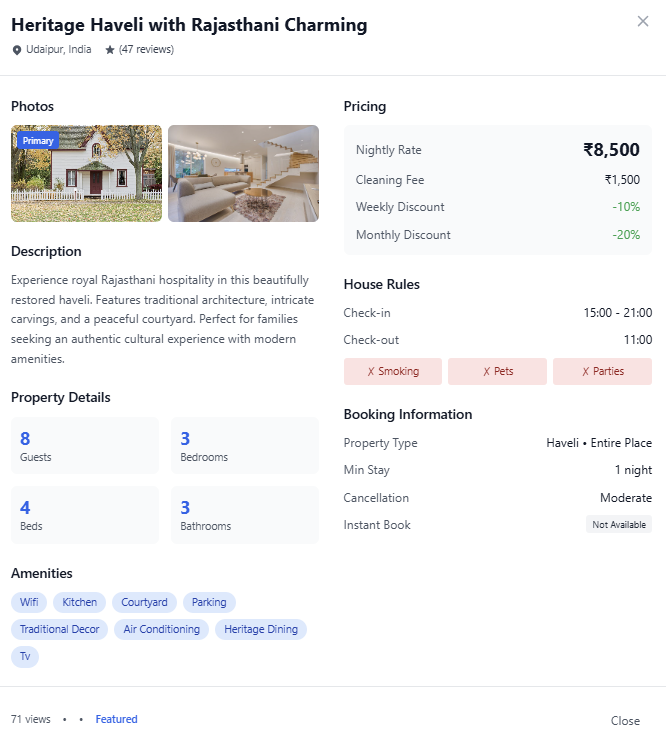 Heritage Haveli with Rajasthani Charming
Udaipur, India ★ (47 reviews)
Photos
Primary
Description
Experience royal Rajasthani hospitality in this beautifully
restored haveli. Features traditional architecture, intricate
carvings, and a peaceful courtyard. Perfect for families
seeking an authentic cultural experience with modern
amenities.
Property Details
8
Guests
3
Bedrooms
4
Beds
3
Bathrooms
Amenities
Wifi Kitchen Courtyard Parking
Traditional Decor Air Conditioning Heritage Dining
Tv
Pricing
Nightly Rate ₹8,500
Cleaning Fee ₹1,500
Weekly Discount -10%
Monthly Discount -20%
House Rules
Check-in 15:00 - 21:00
Check-out 11:00
✗ Smoking ✗ Pets ✗ Parties
Booking Information
Property Type Haveli • Entire Place
Min Stay 1 night
Cancellation Moderate
Instant Book Not Available
71 views • • Featured
Close